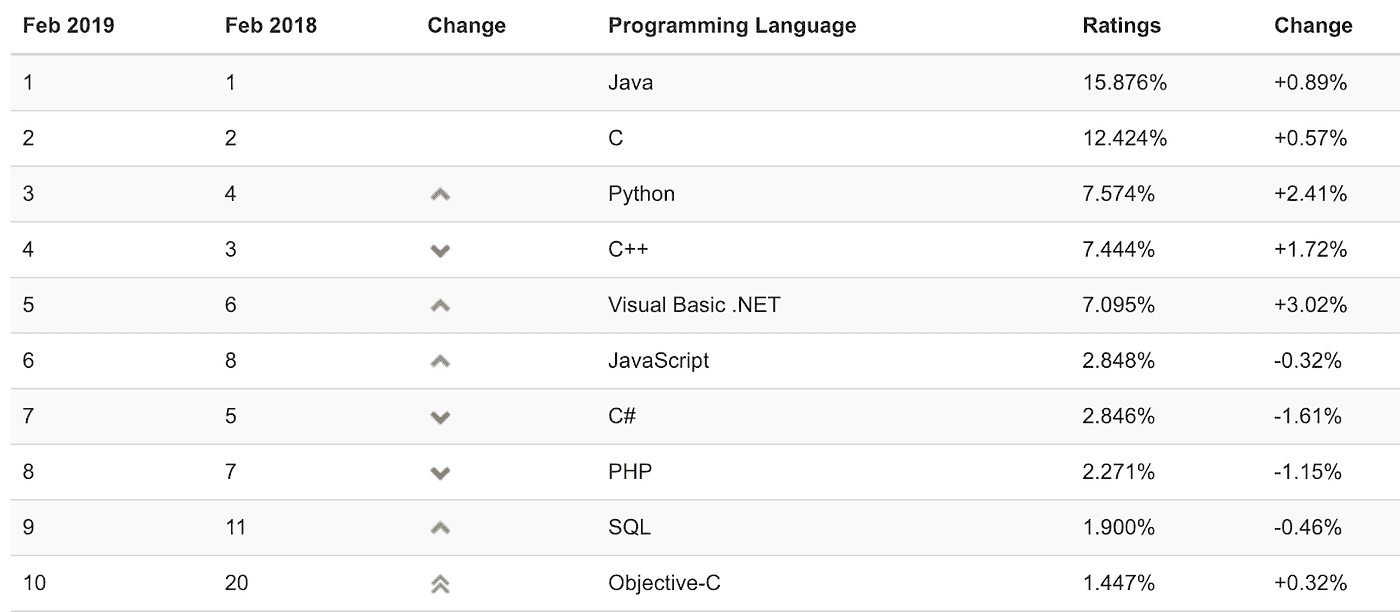 Feb 2019 Feb 2018 Change Programming Language Ratings Change
1 1 Java 15.876% +0.89%
2 2 C 12.424% +0.57%
3 4 Python 7.574% +2.41%
4 3 C++ 7.444% +1.72%
5 6 Visual Basic .NET 7.095% +3.02%
6 8 JavaScript 2.848% -0.32%
7 5 C# 2.846% -1.61%
8 7 PHP 2.271% -1.15%
9 11 SQL 1.900% -0.46%
10 20 Objective-C 1.447% +0.32%